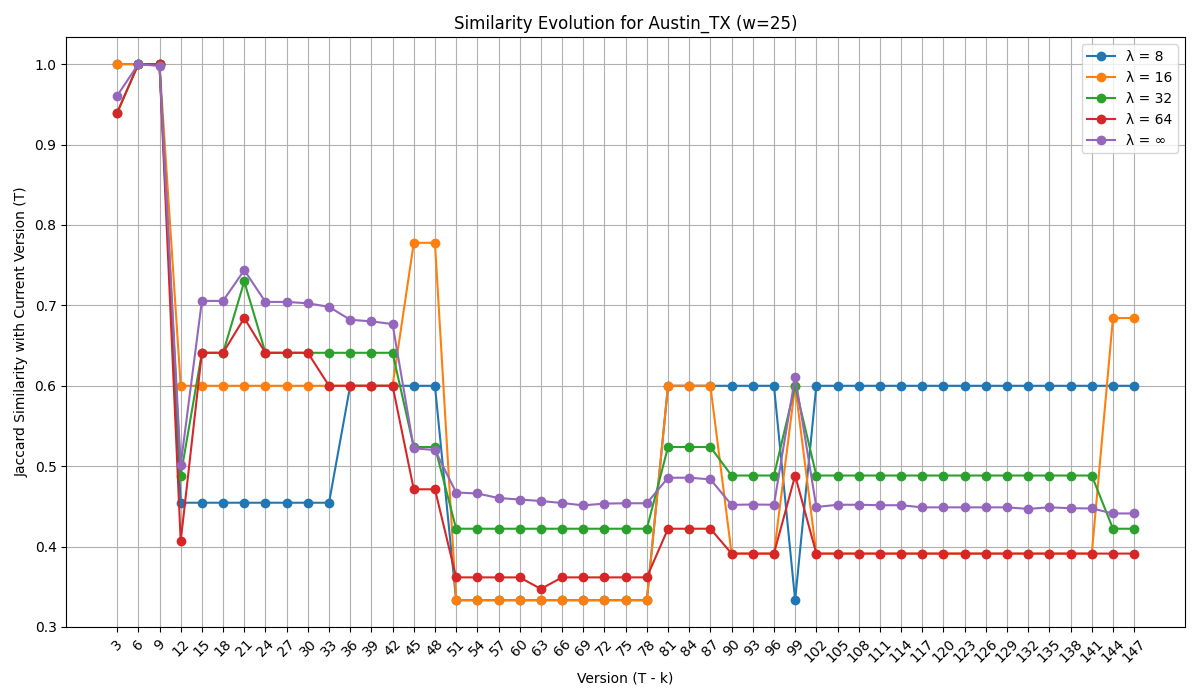 Similarity Evolution for Austin_TX (w=25)
λ = 8
λ = 16
λ = 32
λ = 64
λ = ∞
Jaccard Similarity with Current Version (T)
1.0
0.9
0.8
0.7
0.6
0.5
0.4
0.3
3 6 9 12 15 18 21 24 27 30 33 36 39 42 45 48 51 54 57 60 63 66 69 72 75 78 81 84 87 90 93 96 99 102 105 108 111 114 117 120 123 126 129 132 135 138 141 144 147
Version (T - k)